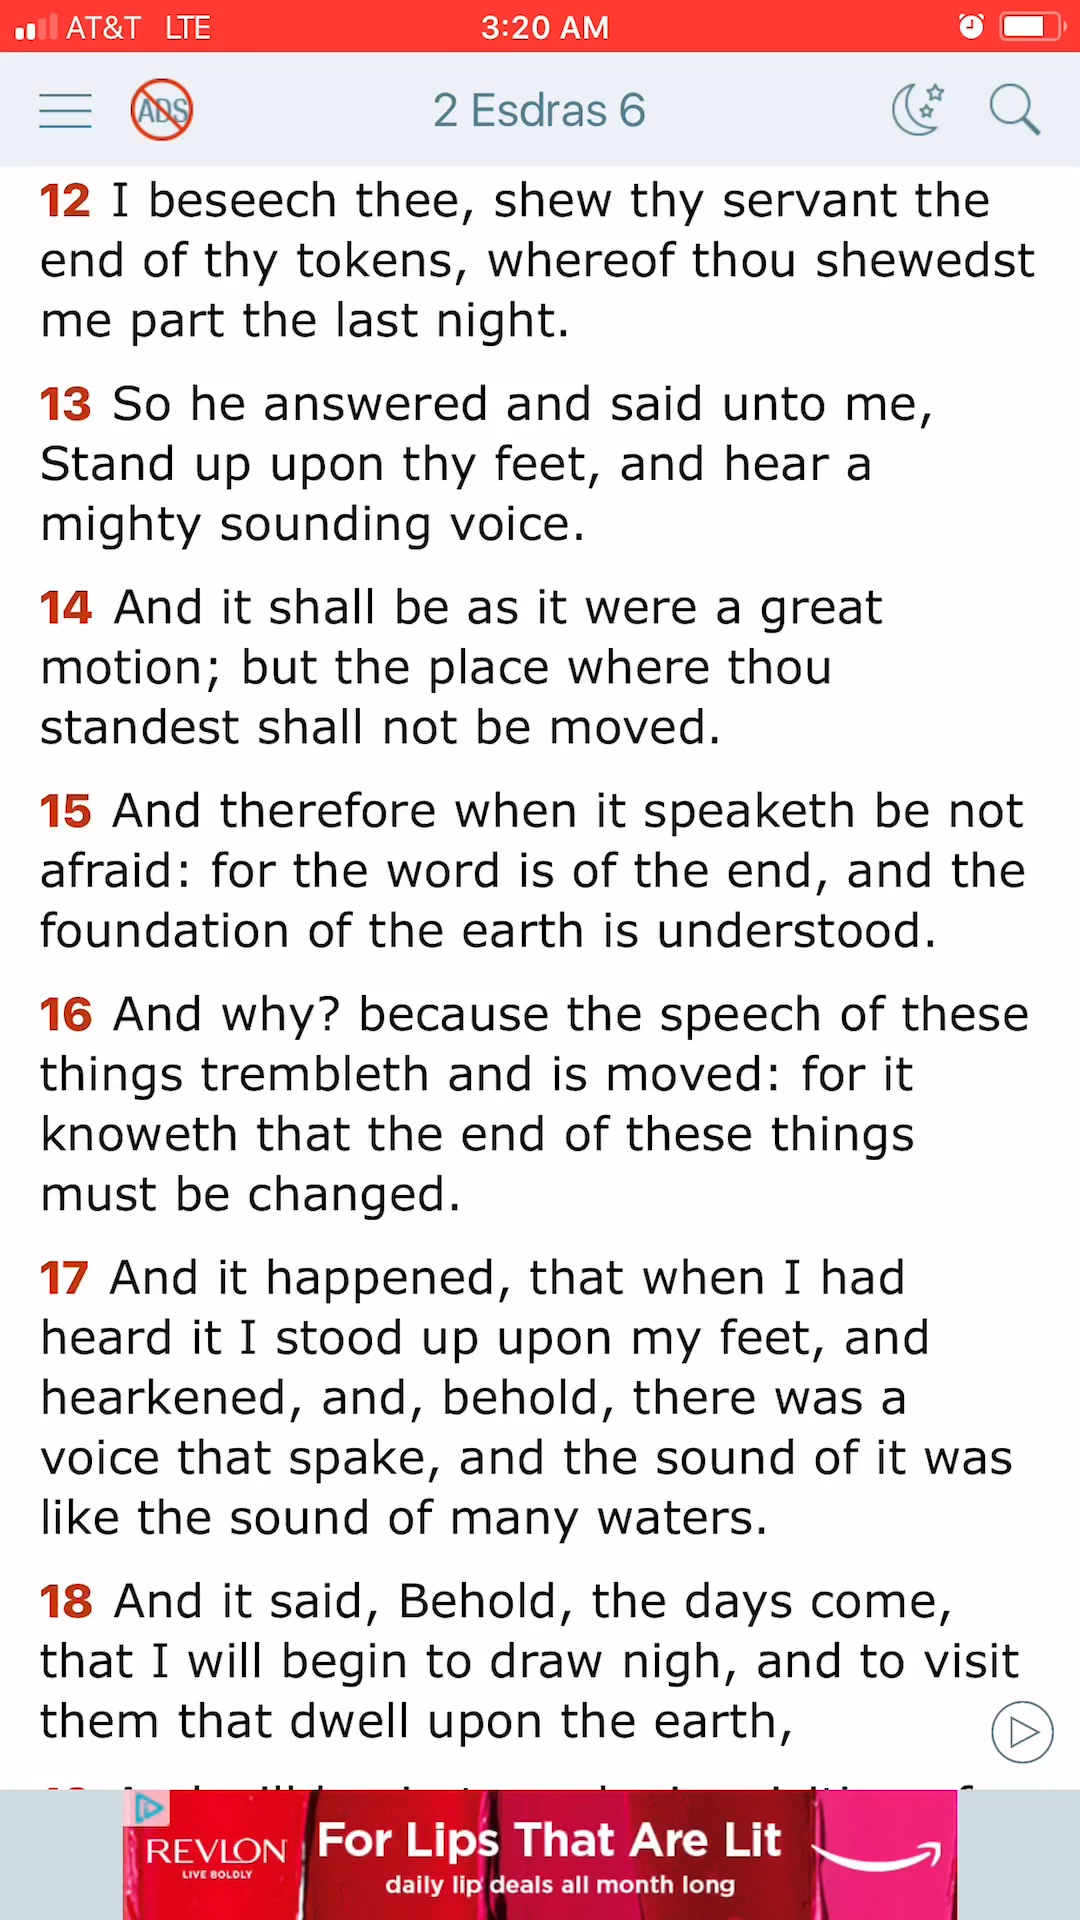 AT&T LTE 3:20 AM
ADS 2 Esdras 6
12 I beseech thee, shew thy servant the
end of thy tokens, whereof thou shewedst
me part the last night.
13 So he answered and said unto me,
Stand up upon thy feet, and hear a
mighty sounding voice.
14 And it shall be as it were a great
motion; but the place where thou
standest shall not be moved.
15 And therefore when it speaketh be not
afraid: for the word is of the end, and the
foundation of the earth is understood.
16 And why? because the speech of these
things trembleth and is moved: for it
knoweth that the end of these things
must be changed.
17 And it happened, that when I had
heard it I stood up upon my feet, and
hearkened, and, behold, there was a
voice that spake, and the sound of it was
like the sound of many waters.
18 And it said, Behold, the days come,
that I will begin to draw nigh, and to visit
them that dwell upon the earth,
REVLON
LIVE BOLDLY
For Lips That Are Lit
daily lip deals all month long